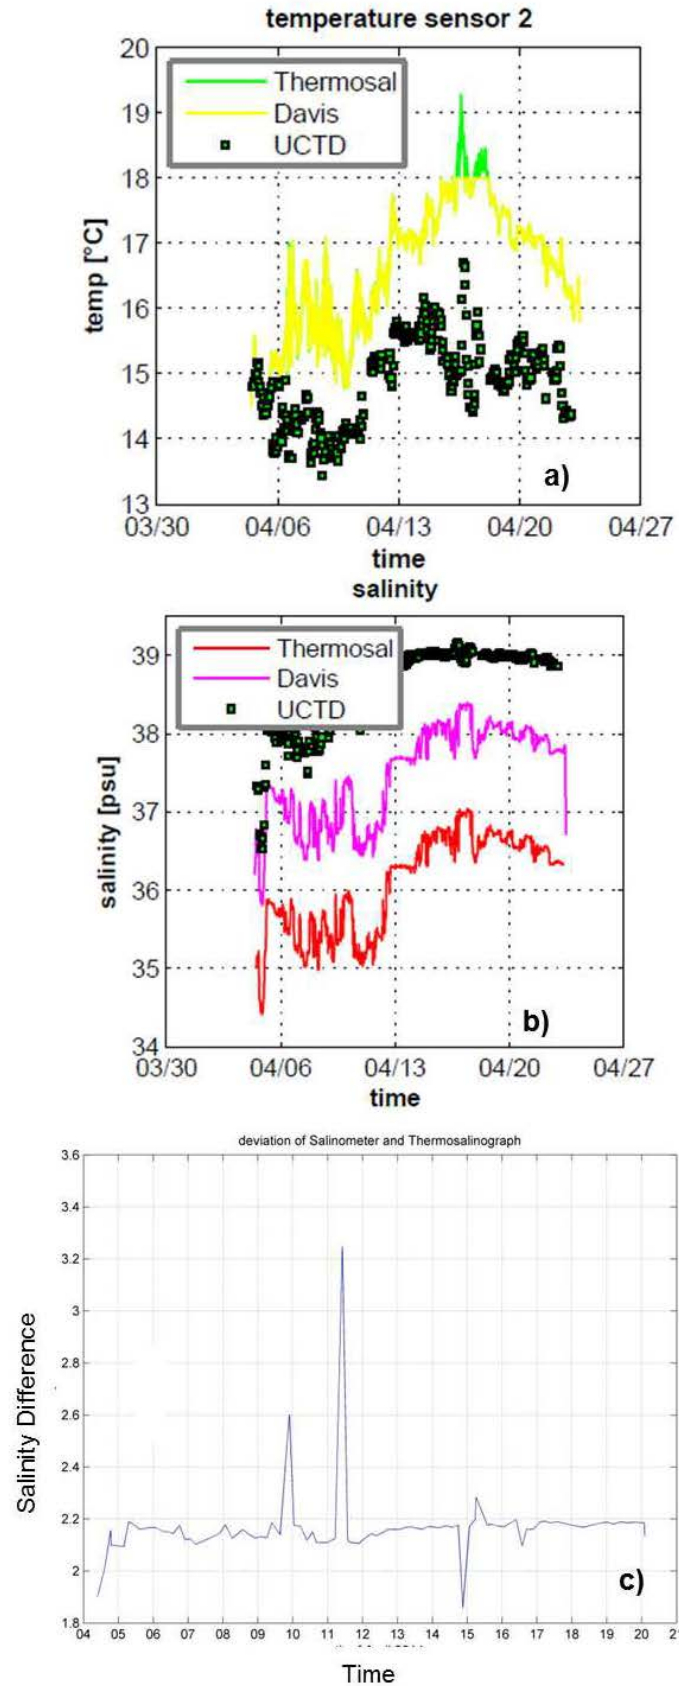 temperature sensor 2
20
19
18
17
16
15
14
13
temp [°C]
Thermosal
Davis
UCTD
a)
03/30 04/06 04/13 04/20 04/27
time
salinity
39
38
37
36
35
34
salinity [psu]
Thermosal
Davis
UCTD
b)
03/30 04/06 04/13 04/20 04/27
time
deviation of Salinometer and Thermosalinograph
3.6
3.4
3.2
3
2.8
2.6
2.4
2.2
2
1.8
Salinity Difference
c)
04 05 06 07 08 09 10 11 12 13 14 15 16 17 18 19 20
Time